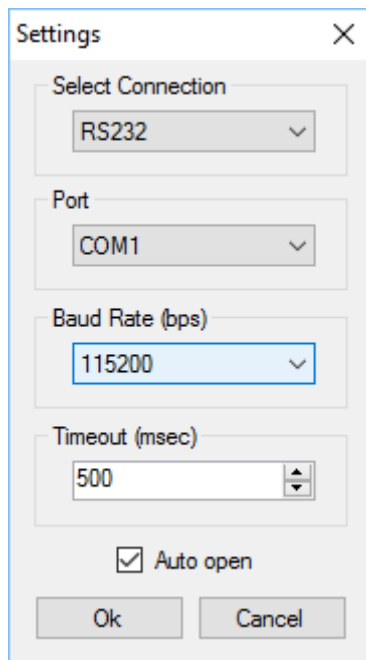 Settings
Select Connection
RS232
Port
COM1
Baud Rate (bps)
115200
Timeout (msec)
500
Auto open
Ok Cancel